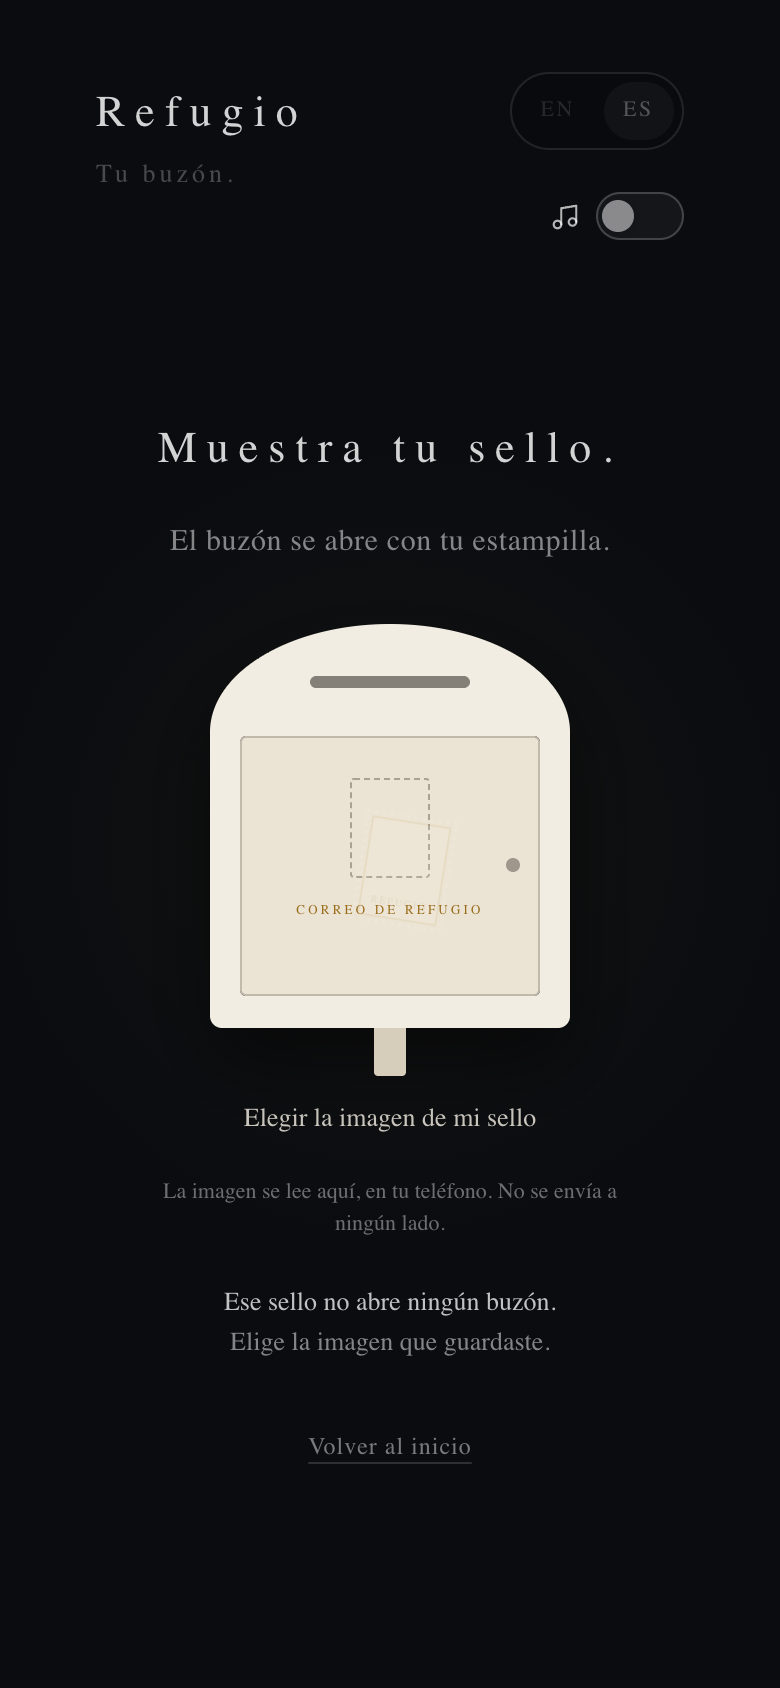 Refugio
EN
ES
Tu buzón.
Muestra tu sello.
El buzón se abre con tu estampilla.
CORREO DE REFUGIO
Elegir la imagen de mi sello
La imagen se lee aquí, en tu teléfono. No se envía a
ningún lado.
Ese sello no abre ningún buzón.
Elige la imagen que guardaste.
Volver al inicio